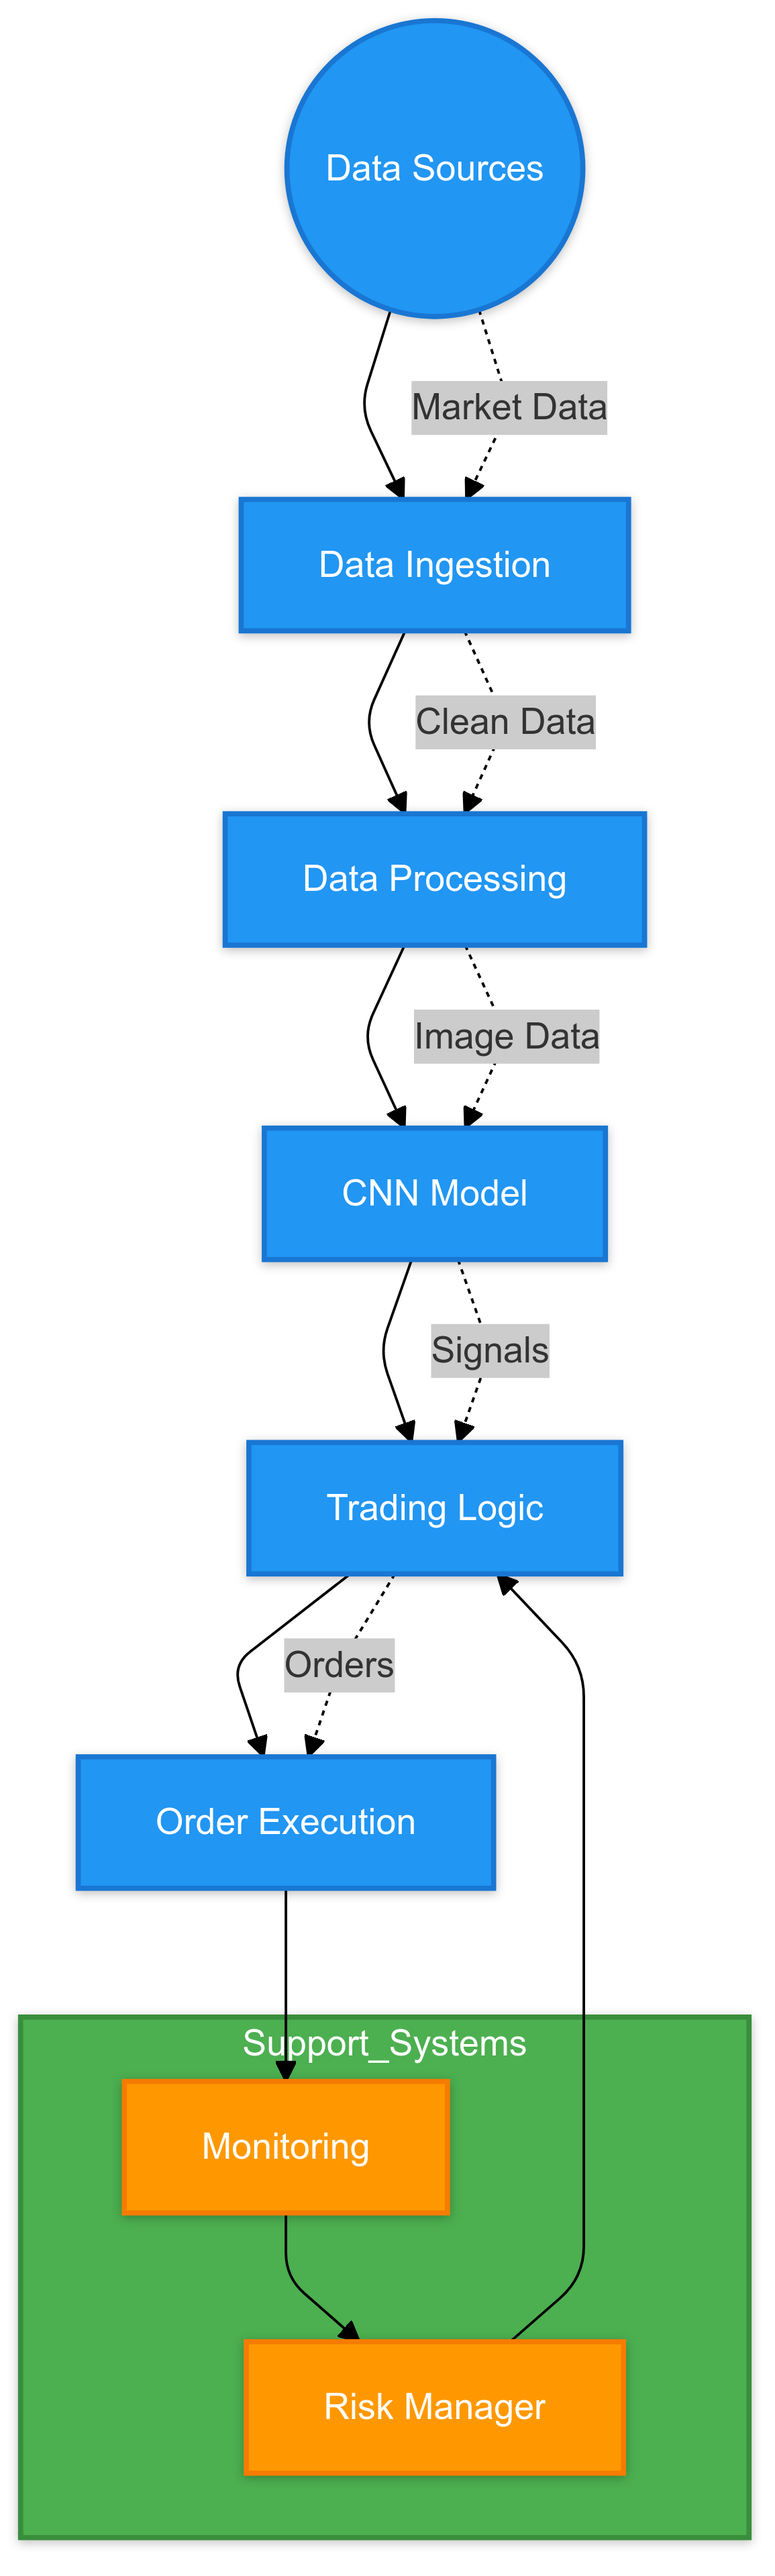 Data Sources
Market Data
Data Ingestion
Clean Data
Data Processing
Image Data
CNN Model
Signals
Trading Logic
Orders
Order Execution
Support_Systems
Monitoring
Risk Manager